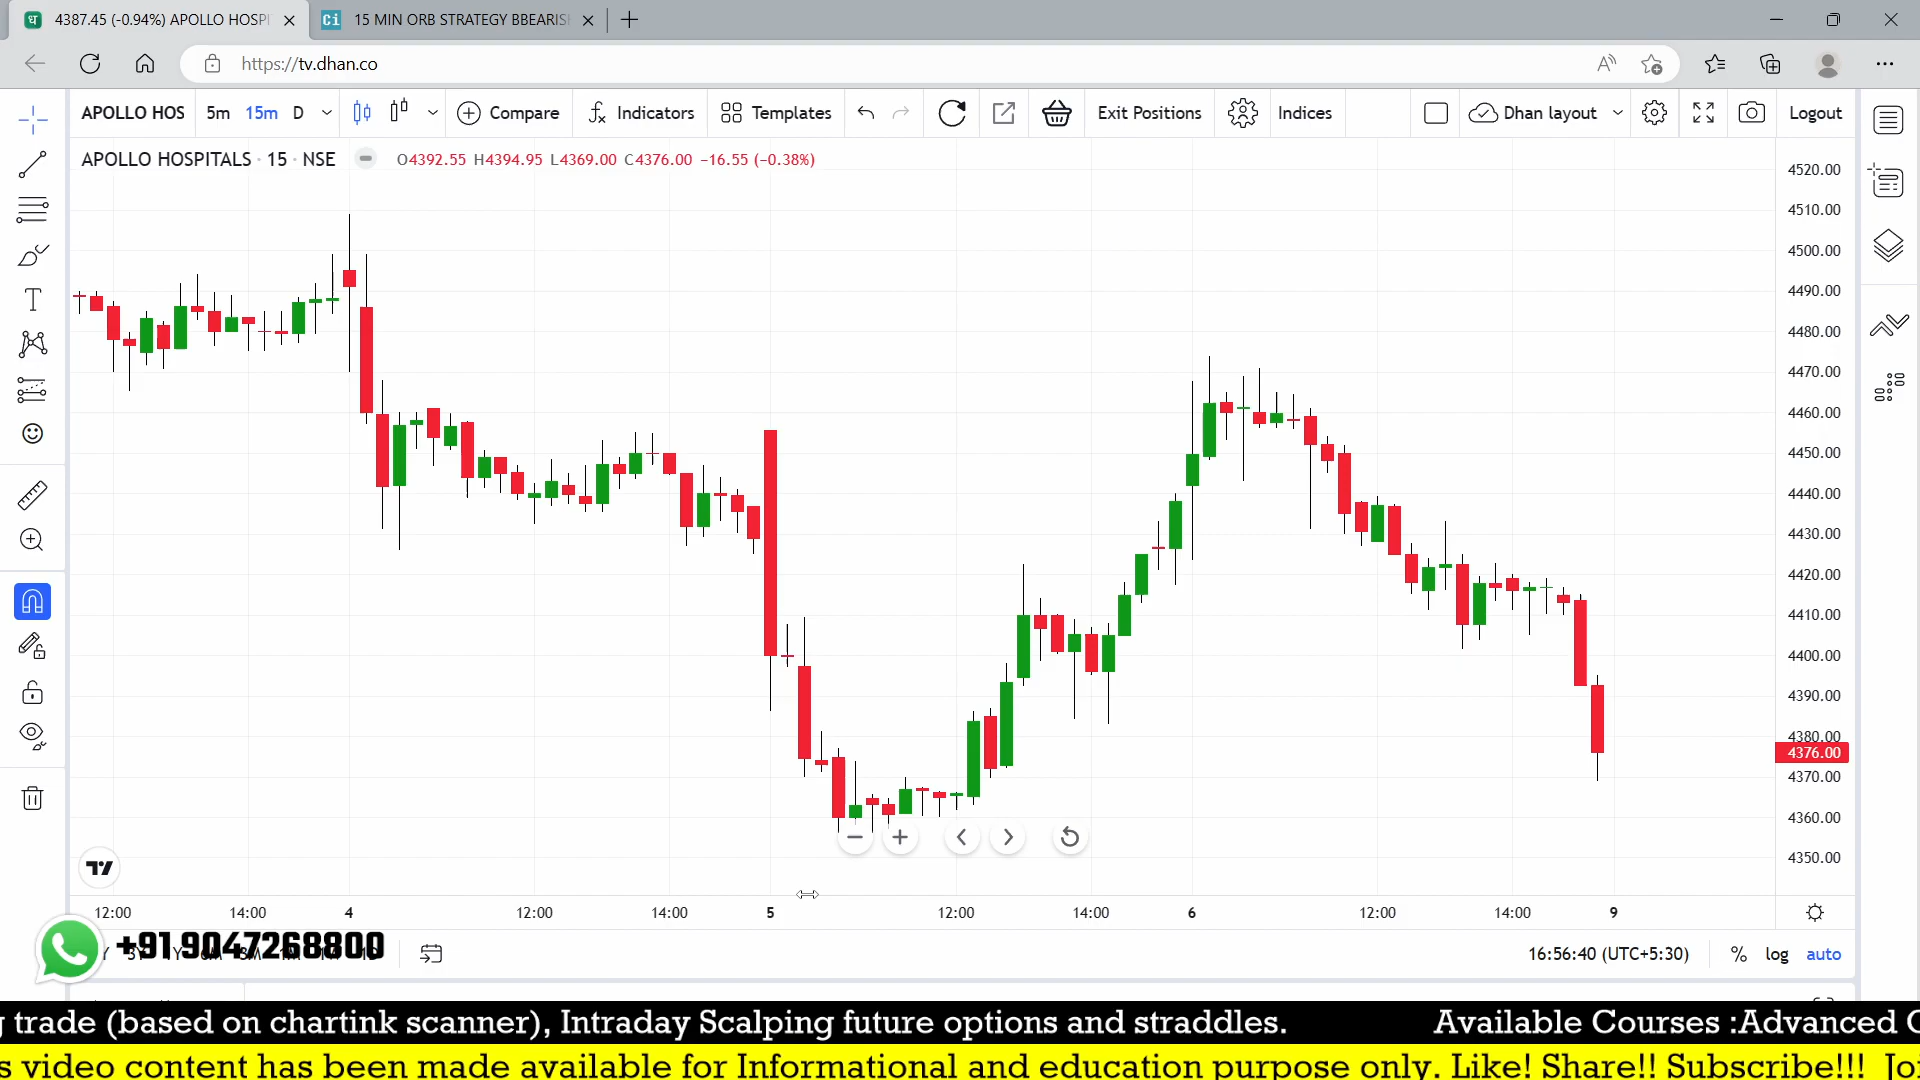 4387.45 (-0.94%) APOLLO HOSPI
Ci 15 MIN ORB STRATEGY BBEARIS
https://tv.dhan.co
APOLLO HOS 5m 15m D Compare Indicators Templates Exit Positions Indices Dhan layout Logout
APOLLO HOSPITALS · 15 · NSE O4392.55 H4394.95 L4369.00 C4376.00 −16.55 (−0.38%)
4520.00
4510.00
4500.00
4490.00
4480.00
4470.00
4460.00
4450.00
4440.00
4430.00
4420.00
4410.00
4400.00
4390.00
4380.00
4376.00
4370.00
4360.00
4350.00
12:00 14:00 4 12:00 14:00 5 12:00 14:00 6 12:00 14:00 9
+91 9047268800
16:56:40 (UTC+5:30) % log auto
trade (based on chartink scanner), Intraday Scalping future options and straddles. Available Courses :Advanced
s video content has been made available for Informational and education purpose only. Like! Share!! Subscribe!!!